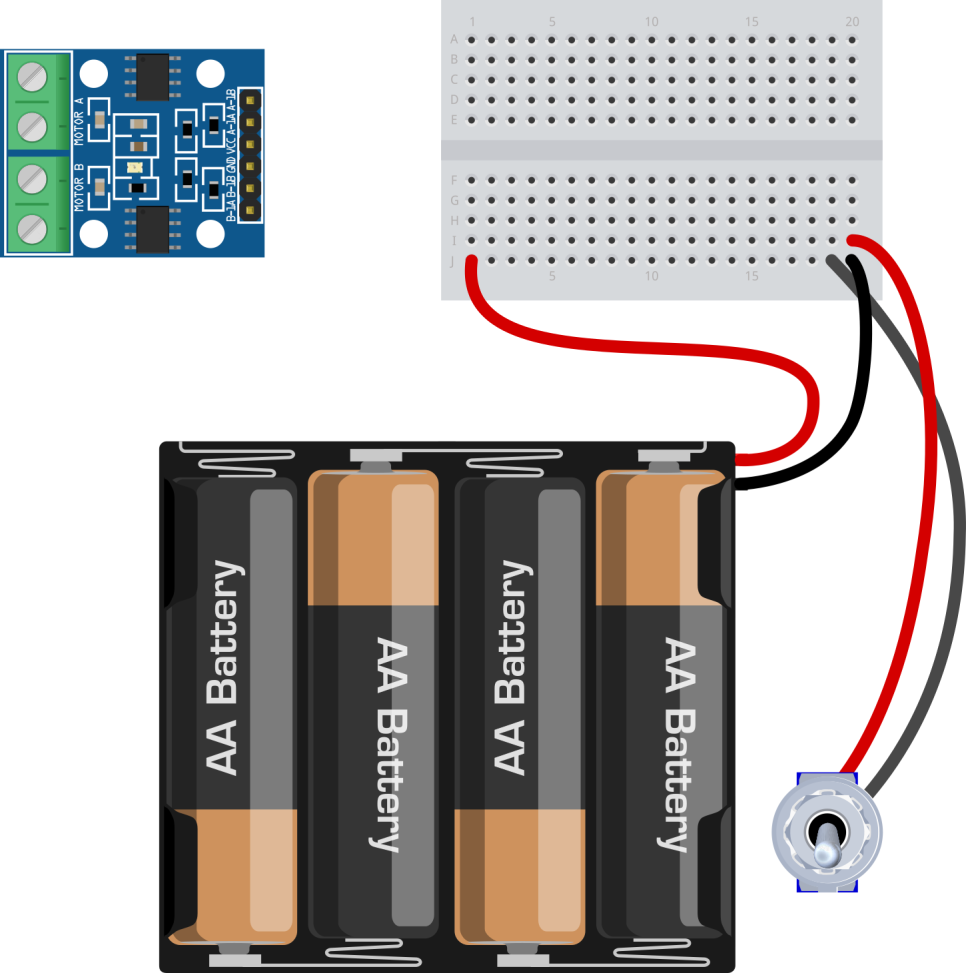 MOTOR A
MOTOR B
A-1B
A-1A
VCC
GND
B-1B
B-1A
1 5 10 15 20
A
B
C
D
E
F
G
H
I
J
5 10 15
AA Battery
AA Battery
AA Battery
AA Battery